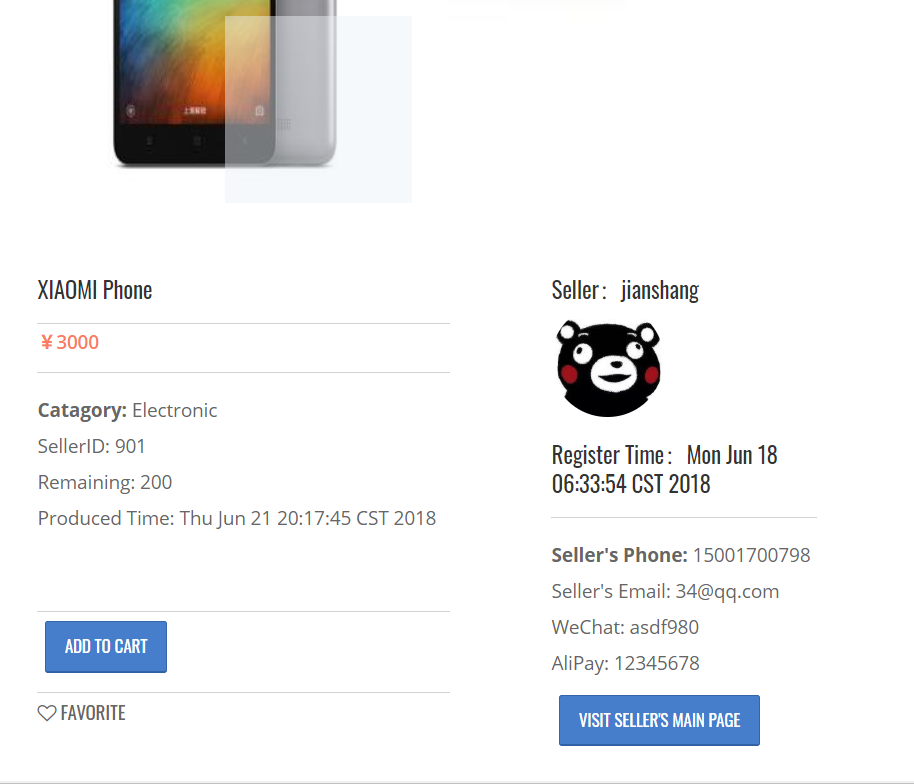 XIAOMI Phone
¥ 3000
Catagory: Electronic
SellerID: 901
Remaining: 200
Produced Time: Thu Jun 21 20:17:45 CST 2018
ADD TO CART
FAVORITE
Seller： jianshang
Register Time： Mon Jun 18
06:33:54 CST 2018
Seller's Phone: 15001700798
Seller's Email: 34@qq.com
WeChat: asdf980
AliPay: 12345678
VISIT SELLER'S MAIN PAGE